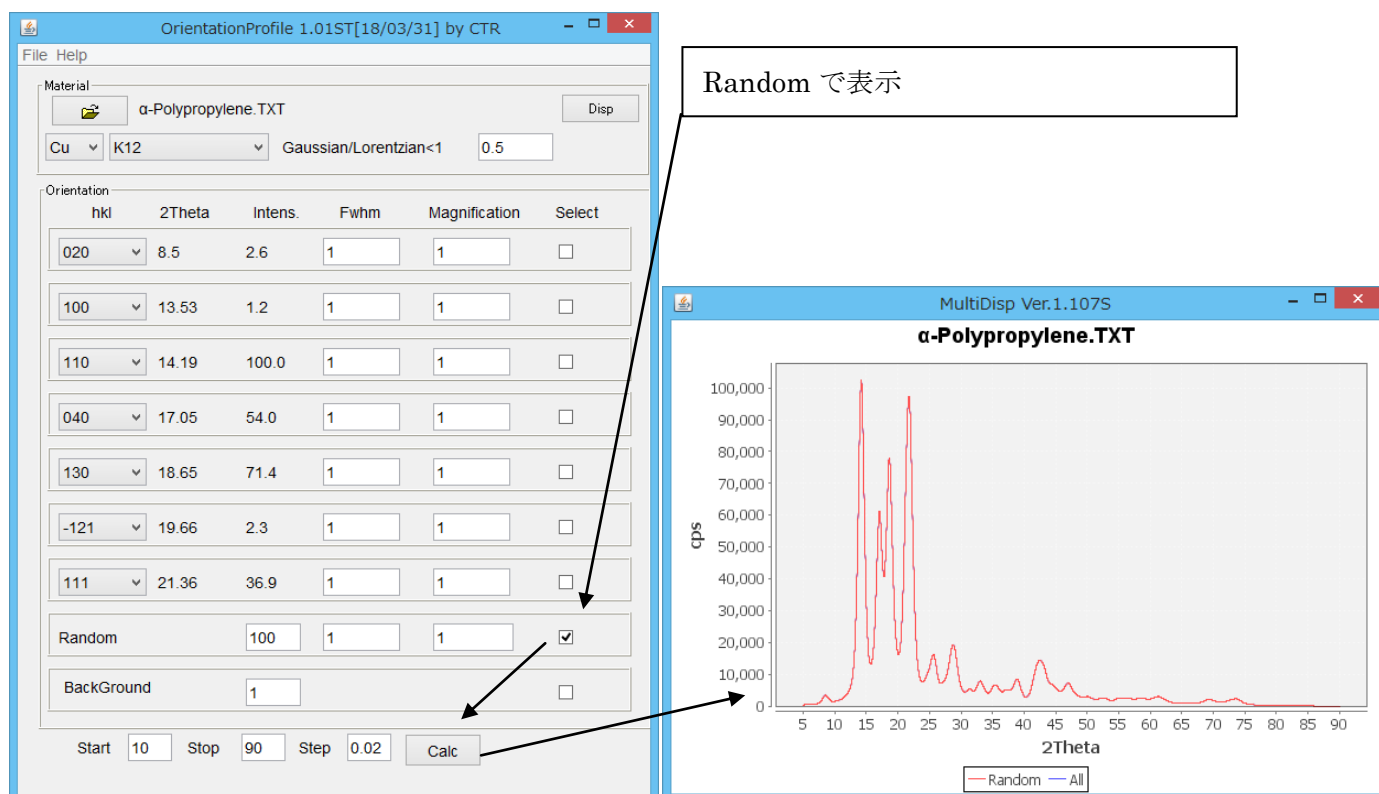 OrientationProfile 1.01ST[18/03/31] by CTR
File Help
Material
α-Polypropylene.TXT Disp
Cu K12 Gaussian/Lorentzian<1 0.5
Orientation
hkl 2Theta Intens. Fwhm Magnification Select
020 8.5 2.6 1 1
100 13.53 1.2 1 1
110 14.19 100.0 1 1
040 17.05 54.0 1 1
130 18.65 71.4 1 1
-121 19.66 2.3 1 1
111 21.36 36.9 1 1
Random 100 1 1
BackGround 1
Start 10 Stop 90 Step 0.02 Calc
Random で表示
MultiDisp Ver.1.107S
α-Polypropylene.TXT
100,000
90,000
80,000
70,000
60,000
50,000
40,000
30,000
20,000
10,000
0
cps
5 10 15 20 25 30 35 40 45 50 55 60 65 70 75 80 85 90
2Theta
Random All